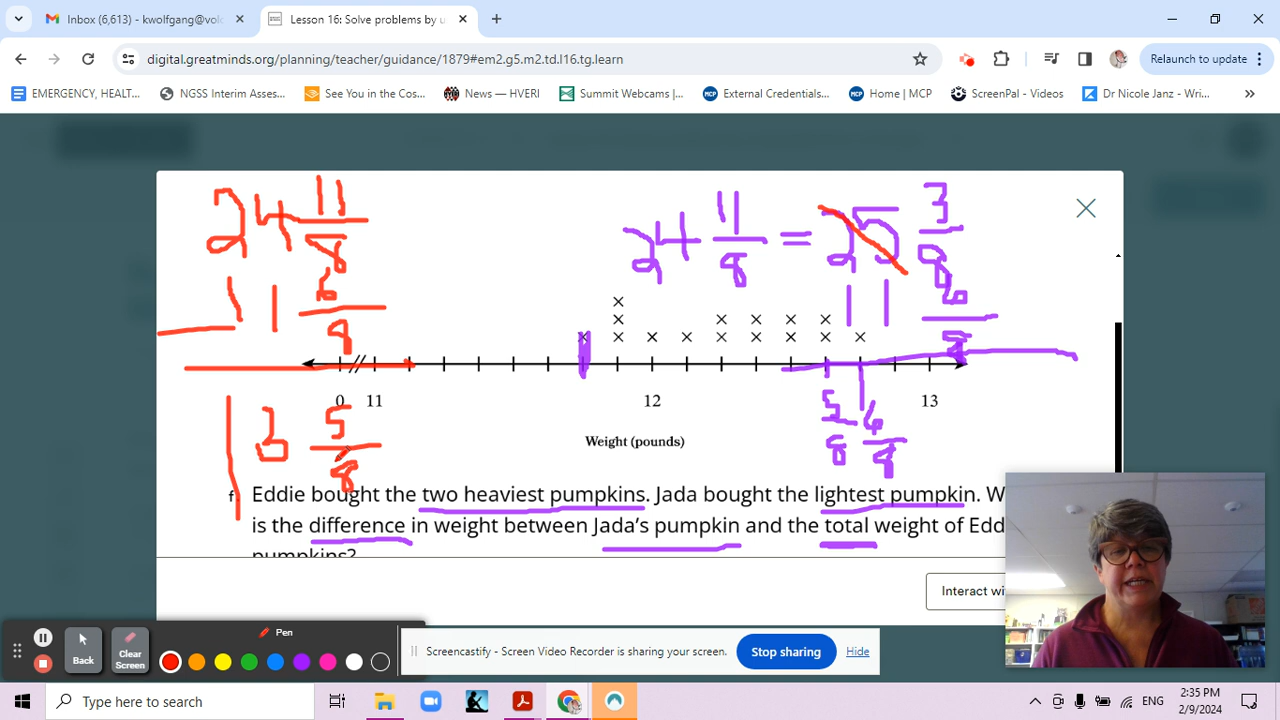 Inbox (6,613) - kwolfgang@vol
Lesson 16: Solve problems by u
digital.greatminds.org/planning/teacher/guidance/1879#em2.g5.m2.td.l16.tg.learn
Relaunch to update
EMERGENCY, HEALT...
NGSS Interim Asses...
See You in the Cos...
News — HVERI
Summit Webcams |...
External Credentials...
Home | MCP
ScreenPal - Videos
Dr Nicole Janz - Wri...
24 11/8
11 6/8
13 5/8
24 11/8 = 25 3/8
11 6/8
0 11 12 13
5/8 6/8
Weight (pounds)
f. Eddie bought the two heaviest pumpkins. Jada bought the lightest pumpkin. W
is the difference in weight between Jada's pumpkin and the total weight of Edd
pumpkins?
Interact wi
Pen
Back
Clear Screen
Screencastify - Screen Video Recorder is sharing your screen.
Stop sharing
Hide
Type here to search
ENG
2:35 PM
2/9/2024